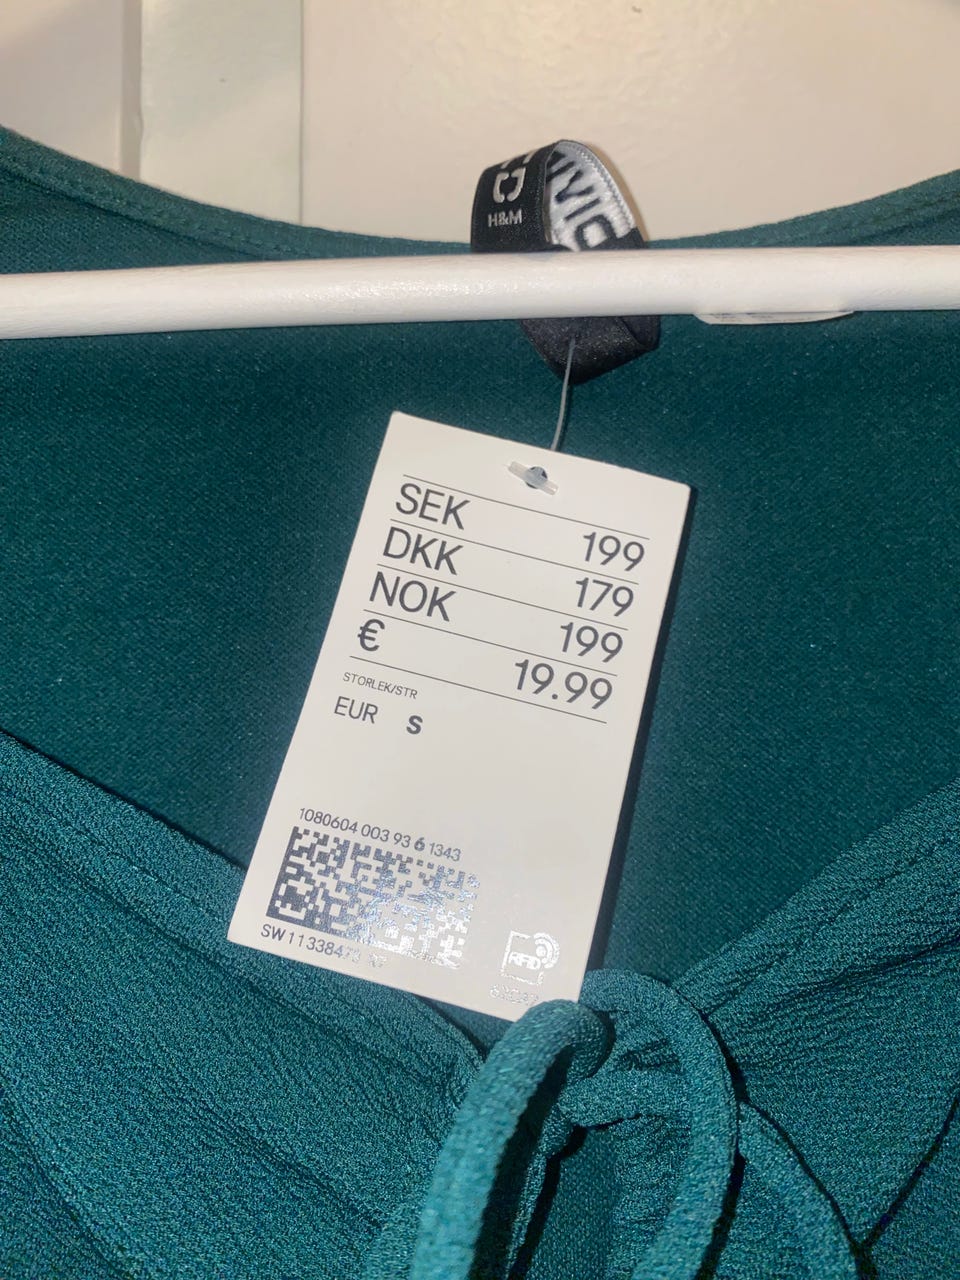 H&M
SEK 199
DKK 179
NOK 199
€ 19.99
STORLEK/STR
EUR S
1080604 003 93 6 1343
RFID